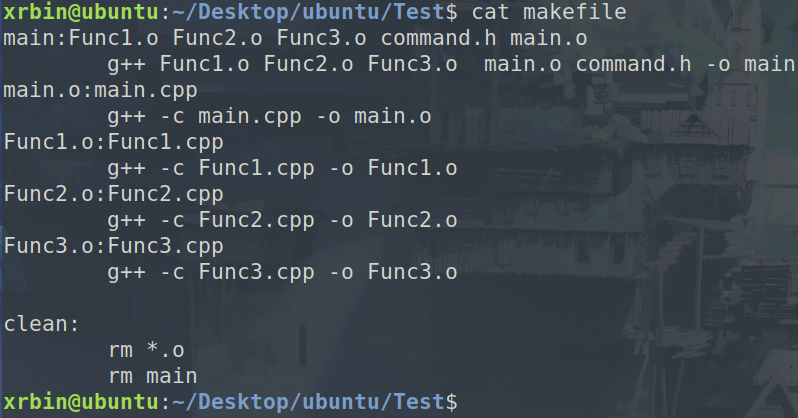 xrbin@ubuntu:~/Desktop/ubuntu/Test$ cat makefile
main:Func1.o Func2.o Func3.o command.h main.o
        g++ Func1.o Func2.o Func3.o  main.o command.h -o main
main.o:main.cpp
        g++ -c main.cpp -o main.o
Func1.o:Func1.cpp
        g++ -c Func1.cpp -o Func1.o
Func2.o:Func2.cpp
        g++ -c Func2.cpp -o Func2.o
Func3.o:Func3.cpp
        g++ -c Func3.cpp -o Func3.o

clean:
        rm *.o
        rm main
xrbin@ubuntu:~/Desktop/ubuntu/Test$